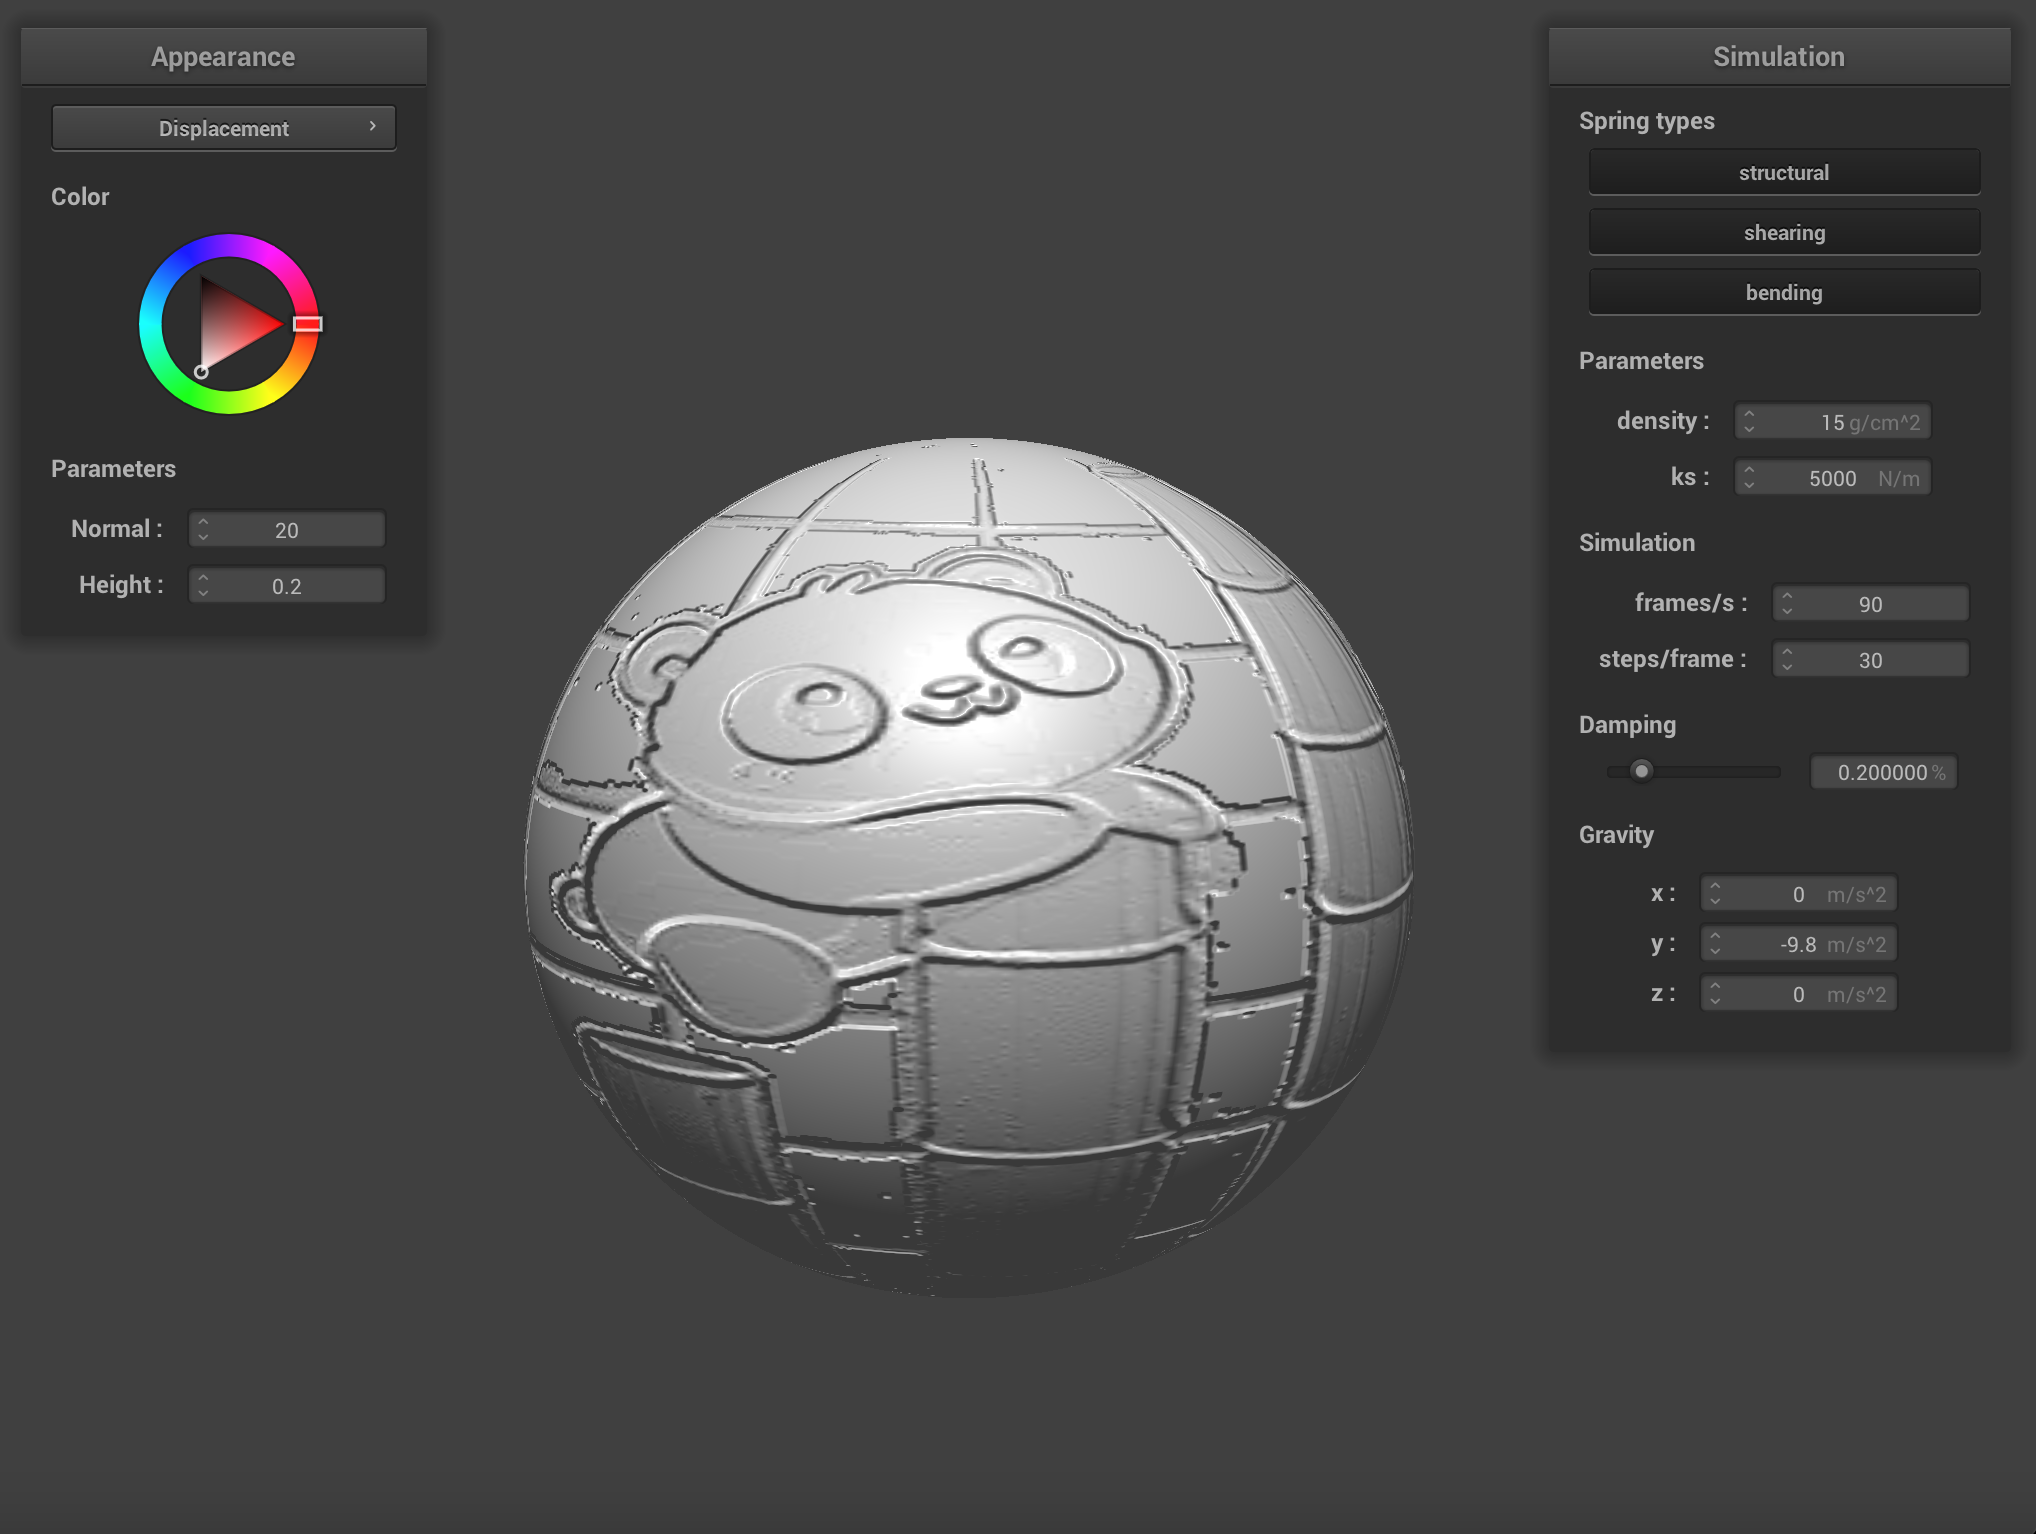 Appearance
Displacement
Color
Parameters
Normal : 20
Height : 0.2
Simulation
Spring types
structural
shearing
bending
Parameters
density : 15 g/cm^2
ks : 5000 N/m
Simulation
frames/s : 90
steps/frame : 30
Damping
0.200000 %
Gravity
x : 0 m/s^2
y : -9.8 m/s^2
z : 0 m/s^2